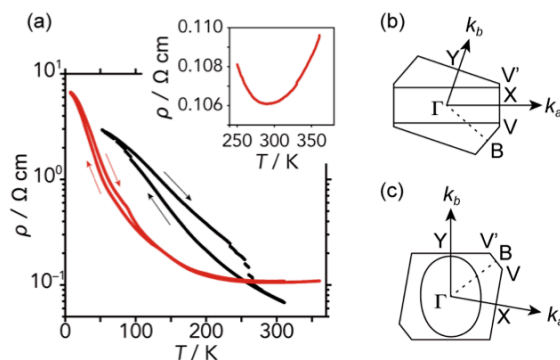 (a)
ρ / Ω cm
10¹
10⁰
10⁻¹
0
100
200
300
T / K
ρ / Ω cm
0.110
0.108
0.106
250
300
350
T / K
(b)
k_b
Y
V'
X
Γ
k_a
V
B
(c)
k_b
Y
V'
B
V
Γ
X